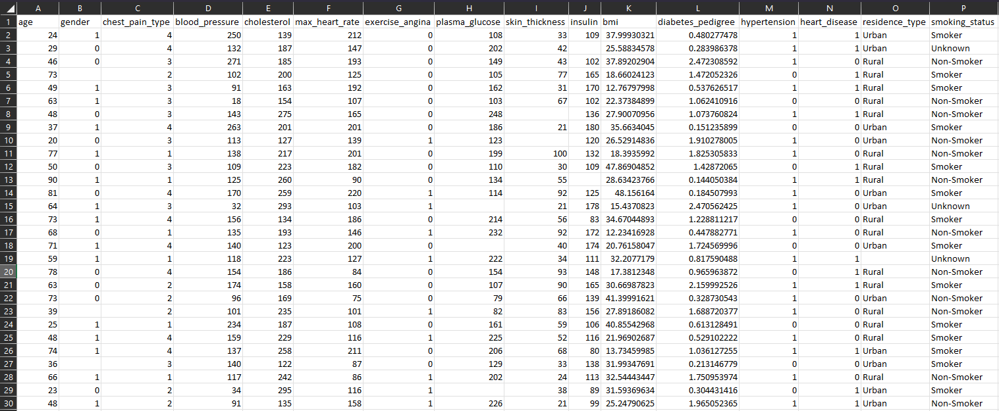 A B C D E F G H I J K L M N O P
1 age gender chest_pain_type blood_pressure cholesterol max_heart_rate exercise_angina plasma_glucose skin_thickness insulin bmi diabetes_pedigree hypertension heart_disease residence_type smoking_status
2 24 1 4 250 139 212 0 108 33 109 37.99930321 0.480277478 1 1 Urban Smoker
3 29 0 4 132 187 147 0 202 42 25.58834578 0.283986378 1 1 Urban Unknown
4 46 0 3 271 185 193 0 149 43 102 37.89202904 2.472308592 1 0 Rural Non-Smoker
5 73 2 102 200 125 0 105 77 165 18.66024123 1.472052326 0 1 Rural Smoker
6 49 1 3 91 163 192 0 162 31 170 12.76797998 0.537626517 1 1 Rural Smoker
7 63 1 3 18 154 107 0 103 67 102 22.37384899 1.062410916 0 0 Rural Non-Smoker
8 48 0 3 143 275 165 0 248 136 27.90070956 1.073760824 1 1 Rural Non-Smoker
9 37 1 4 263 201 201 0 186 21 180 35.6634045 0.151235899 0 0 Urban Smoker
10 20 0 3 113 127 139 1 123 120 26.52914836 1.910278005 1 0 Urban Non-Smoker
11 77 1 1 138 217 201 0 199 100 132 18.3935992 1.825305833 1 0 Rural Non-Smoker
12 50 0 3 109 223 182 0 110 30 109 47.86904852 1.42872065 0 1 Rural Smoker
13 90 1 1 125 260 90 0 134 55 28.63423766 0.144050384 1 1 Rural Non-Smoker
14 81 0 4 170 259 220 1 114 92 125 48.156164 0.184507993 1 0 Urban Smoker
15 64 1 3 32 293 103 1 21 178 15.4370823 2.470562425 1 0 Urban Unknown
16 73 1 4 156 134 186 0 214 56 83 34.67044893 1.228811217 0 0 Rural Smoker
17 68 0 1 135 193 146 1 232 92 172 12.23416928 0.447882771 1 0 Rural Non-Smoker
18 71 1 4 140 123 200 0 40 174 20.76158047 1.724569996 0 0 Urban Smoker
19 59 1 1 118 223 127 1 222 34 111 32.2077179 0.817590488 1 1 Unknown
20 78 0 4 154 186 84 0 154 93 148 17.3812348 0.965963872 0 1 Rural Non-Smoker
21 63 0 2 174 158 160 0 107 90 165 30.66987823 2.159992526 1 1 Rural Smoker
22 73 0 2 96 169 75 0 79 66 139 41.39991621 0.328730543 1 0 Urban Non-Smoker
23 39 2 101 235 101 1 82 83 156 27.89186082 1.688720377 1 0 Rural Non-Smoker
24 25 1 1 234 187 108 0 161 59 106 40.85542968 0.613128491 0 0 Rural Smoker
25 48 1 4 159 229 116 1 225 52 116 21.96902687 0.529102222 1 0 Rural Smoker
26 74 1 4 137 258 211 0 206 68 80 13.73459985 1.036127255 1 1 Urban Smoker
27 36 3 140 122 87 0 129 33 138 31.99347691 0.213146779 0 0 Urban Smoker
28 66 1 1 117 242 86 1 202 24 113 32.54443447 1.750953974 1 0 Rural Non-Smoker
29 23 0 2 34 295 116 1 38 89 31.59369634 0.304431416 0 1 Urban Smoker
30 48 1 2 91 135 158 1 226 21 99 25.24790625 1.965052365 1 1 Urban Non-Smoker